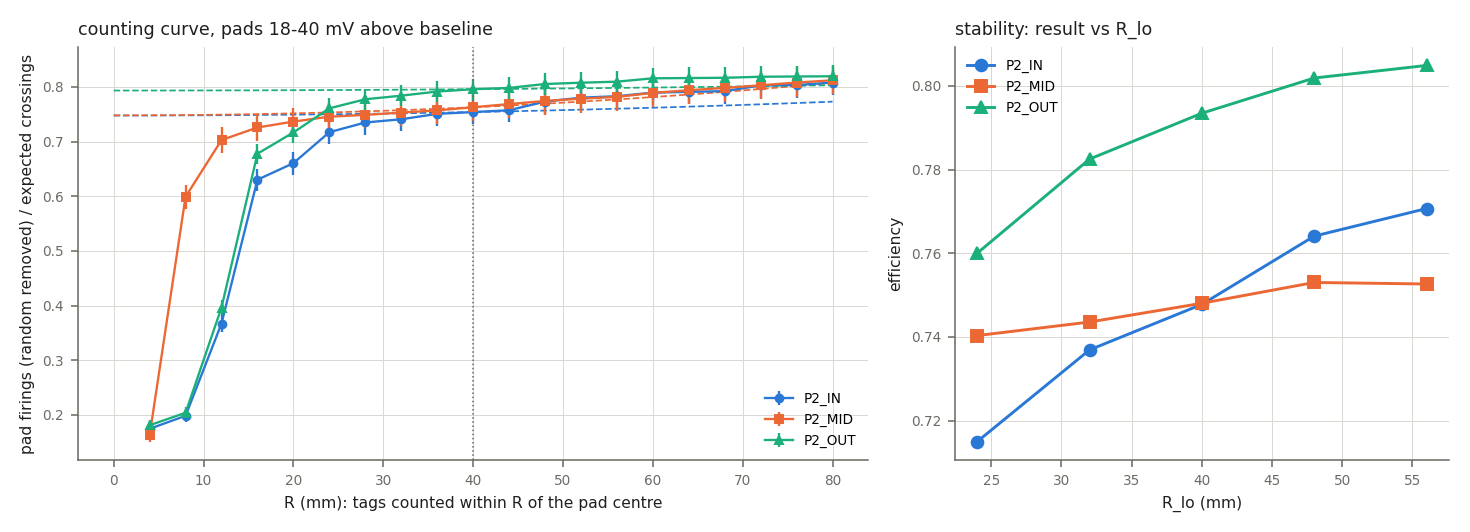 counting curve, pads 18-40 mV above baseline
pad firings (random removed) / expected crossings
0.8
0.7
0.6
0.5
0.4
0.3
0.2
P2_IN
P2_MID
P2_OUT
0
10
20
30
40
50
60
70
80
R (mm): tags counted within R of the pad centre
stability: result vs R_lo
efficiency
P2_IN
P2_MID
P2_OUT
0.80
0.78
0.76
0.74
0.72
25
30
35
40
45
50
55
R_lo (mm)